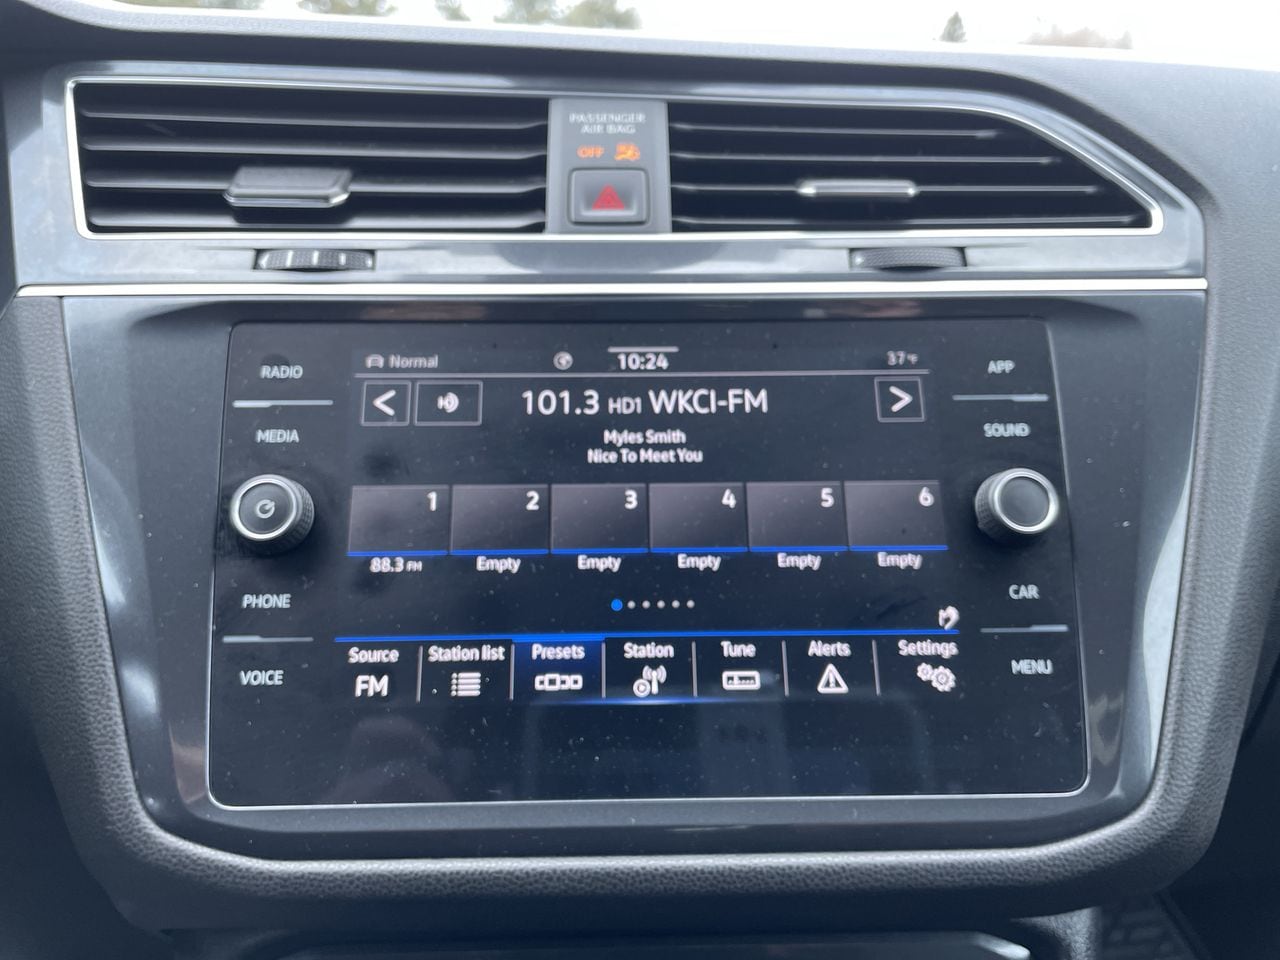 PASSENGER
AIR BAG
OFF
RADIO
MEDIA
PHONE
VOICE
Normal
10:24
37°F
101.3 HD1 WKCI-FM
Myles Smith
Nice To Meet You
1 2 3 4 5 6
88.3 FM Empty Empty Empty Empty Empty
Source Station list Presets Station Tune Alerts Settings
FM
APP
SOUND
CAR
MENU